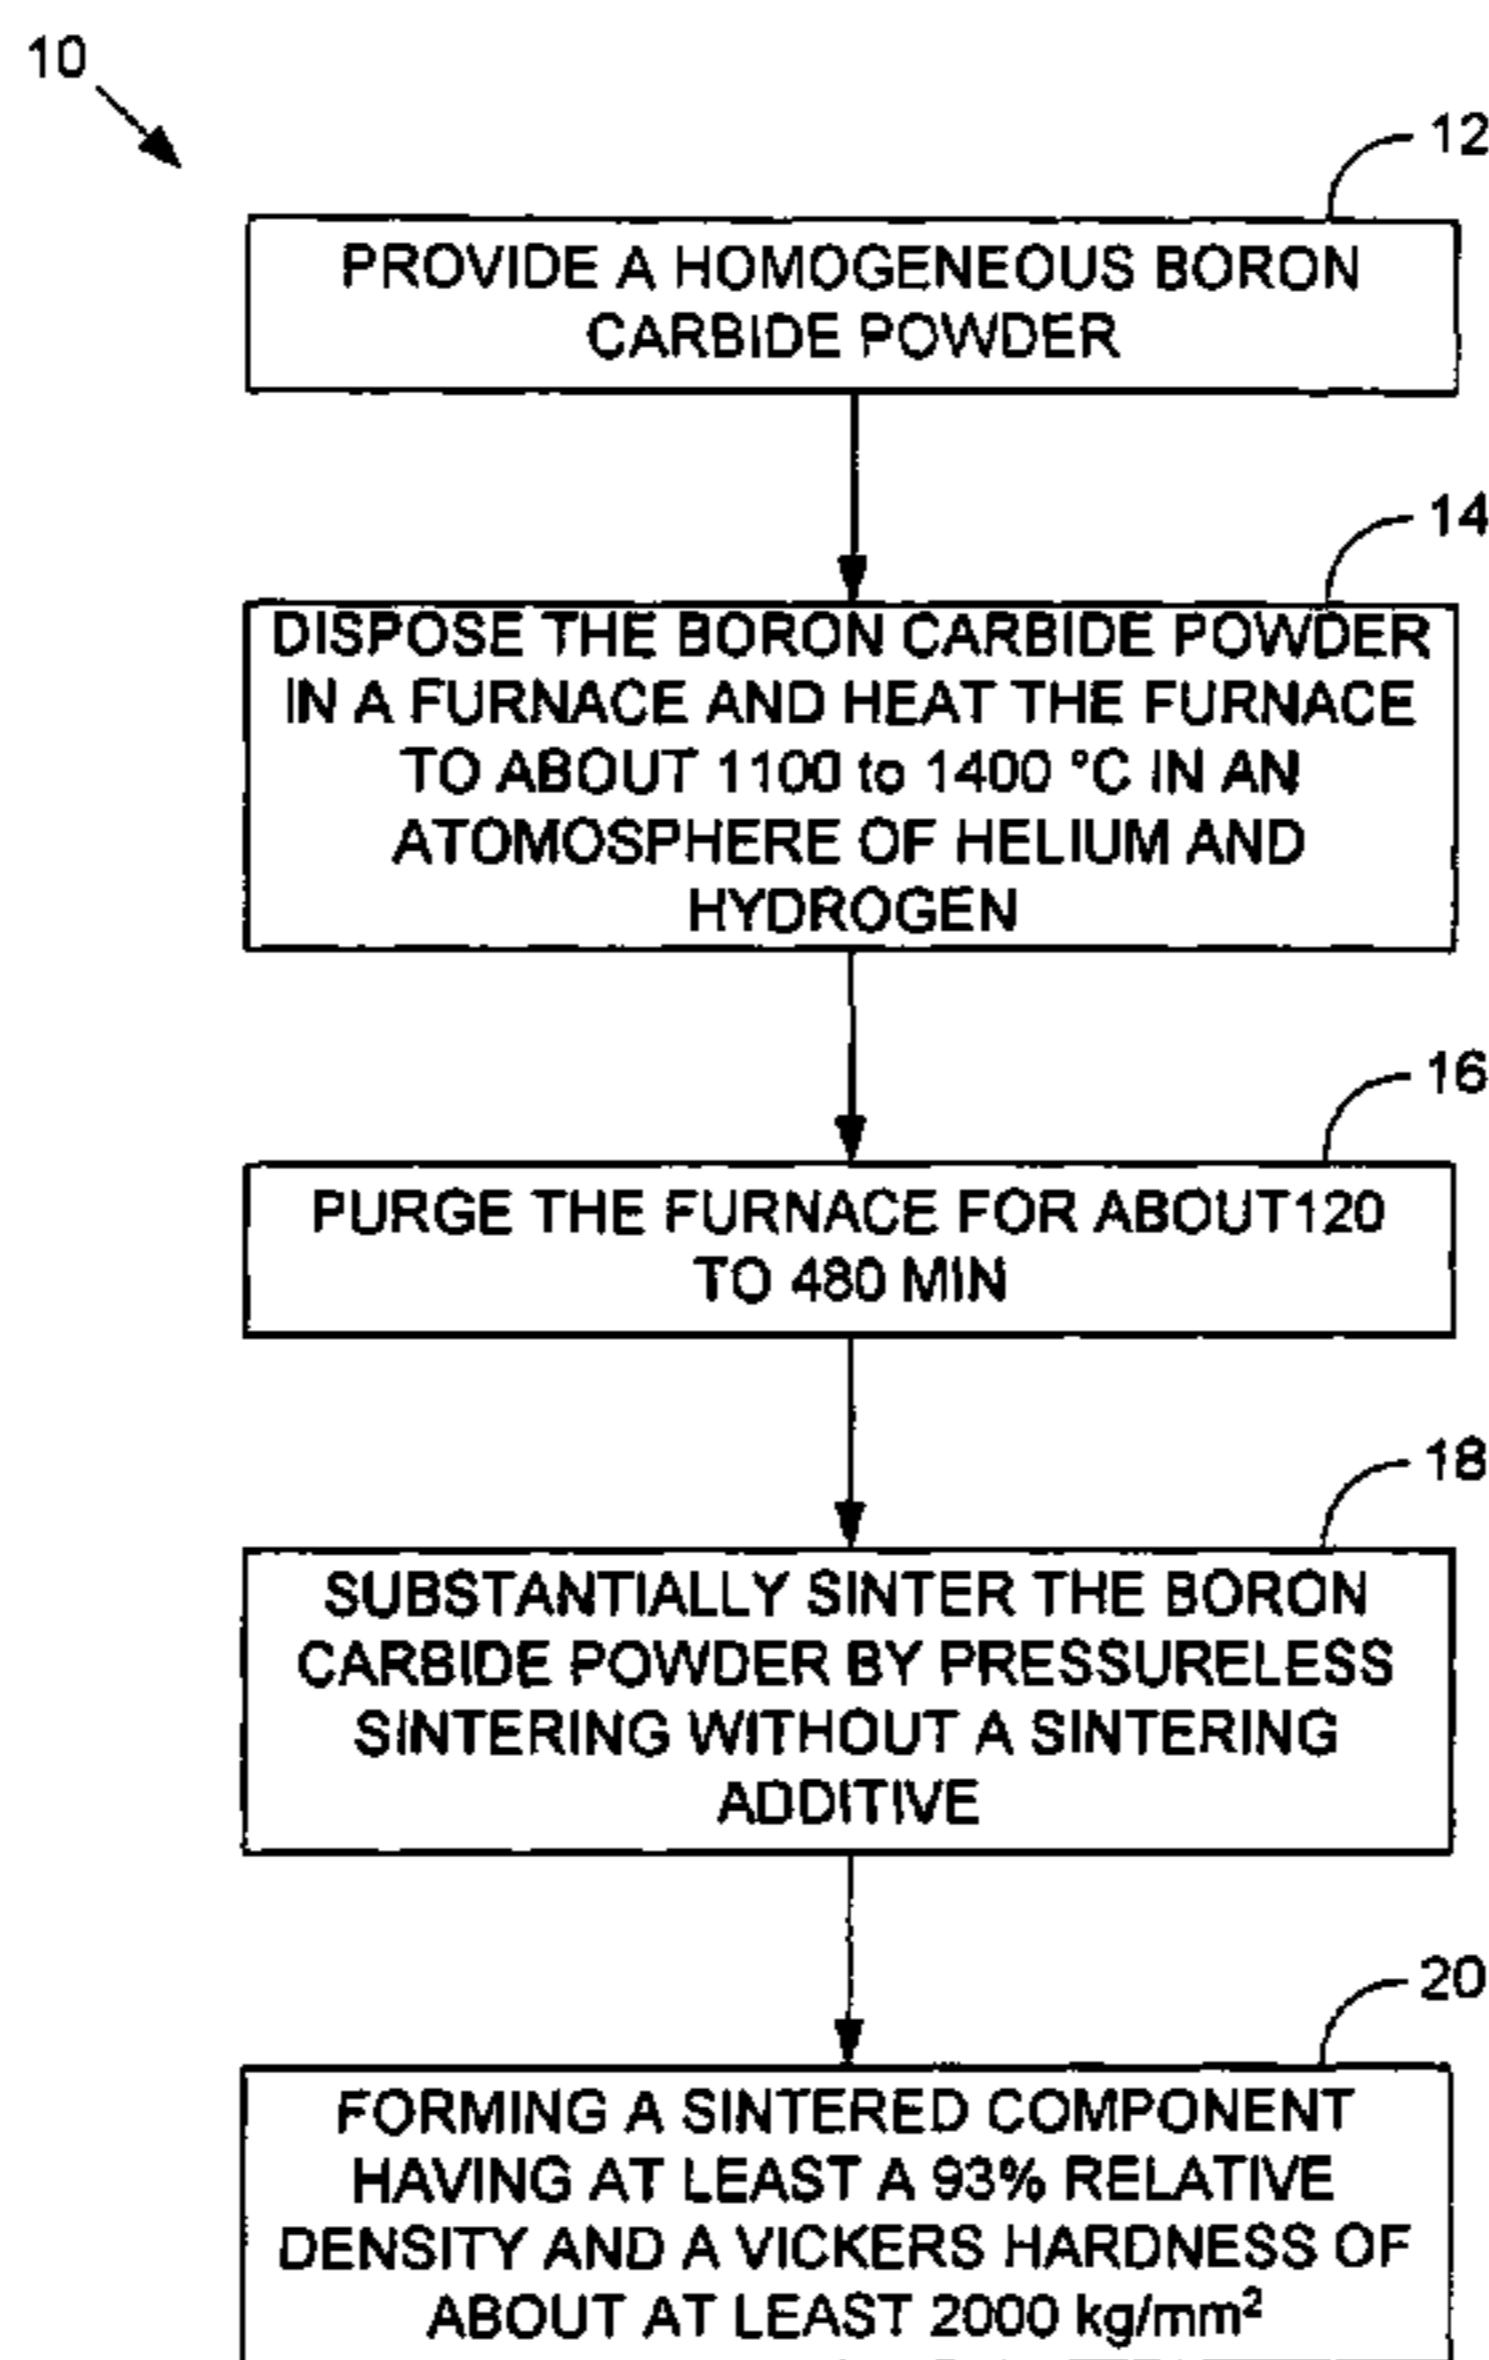 10
12
PROVIDE A HOMOGENEOUS BORON
CARBIDE POWDER
14
DISPOSE THE BORON CARBIDE POWDER
IN A FURNACE AND HEAT THE FURNACE
TO ABOUT 1100 to 1400 °C IN AN
ATOMOSPHERE OF HELIUM AND
HYDROGEN
16
PURGE THE FURNACE FOR ABOUT120
TO 480 MIN
18
SUBSTANTIALLY SINTER THE BORON
CARBIDE POWDER BY PRESSURELESS
SINTERING WITHOUT A SINTERING
ADDITIVE
20
FORMING A SINTERED COMPONENT
HAVING AT LEAST A 93% RELATIVE
DENSITY AND A VICKERS HARDNESS OF
ABOUT AT LEAST 2000 kg/mm²